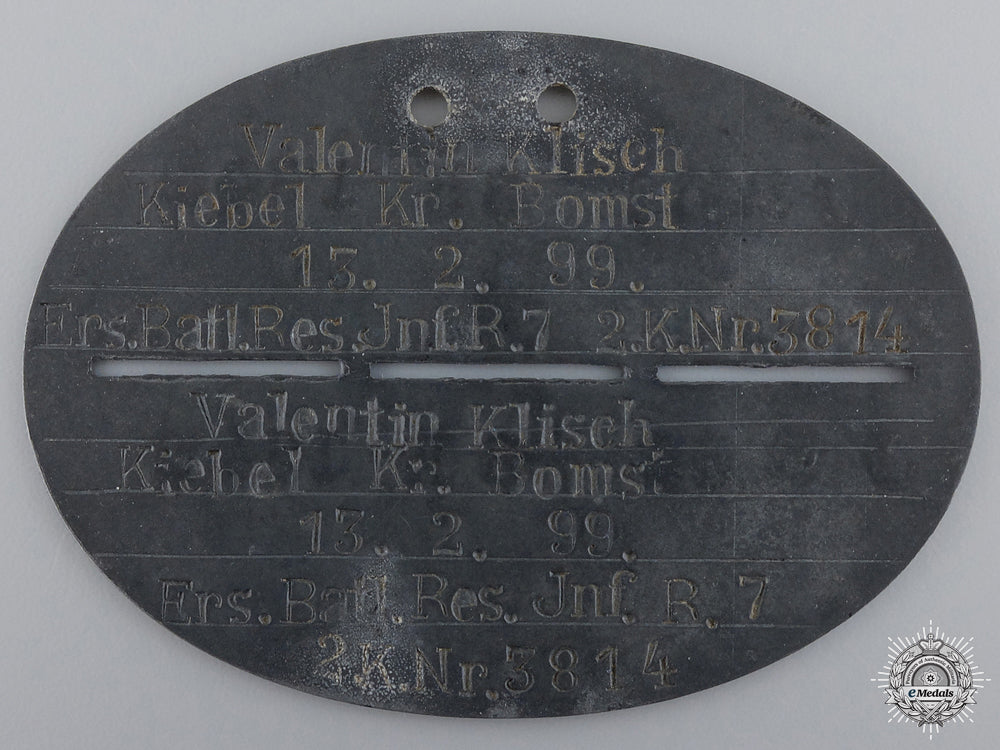 Valentin Klisch
Kiebel Kr. Bomst
13. 2. 99.
Ers.Batl.Res.Jnf.R.7 2.K.Nr.3814
Valentin Klisch
Kiebel Kr. Bomst
13. 2. 99.
Ers.Batl.Res.Jnf.R.7
2K Nr.3814
eMedals